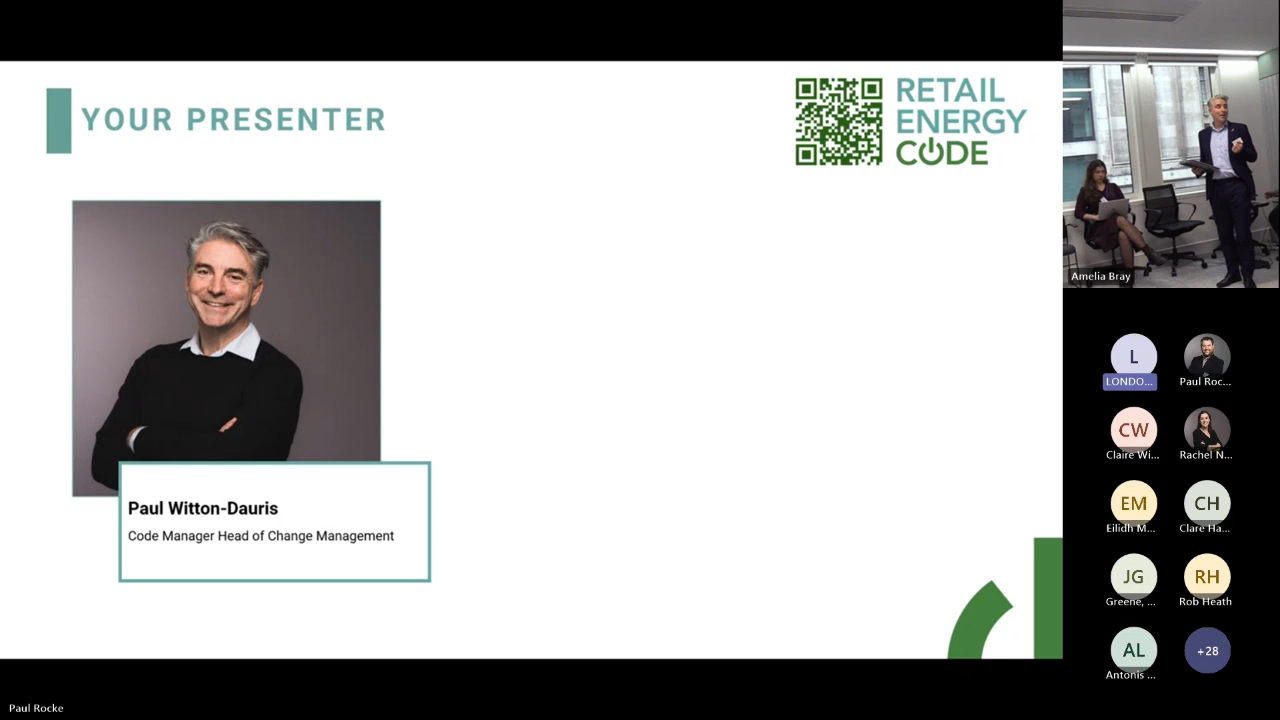 YOUR PRESENTER
RETAIL
ENERGY
CODE
Paul Witton-Dauris
Code Manager Head of Change Management
Amelia Bray
L
LONDO...
Paul Roc...
CW
Claire Wi...
Rachel N...
EM
Eilidh M...
CH
Clare Ha...
JG
Greene, ...
RH
Rob Heath
AL
Antonis ...
+28
Paul Rocke